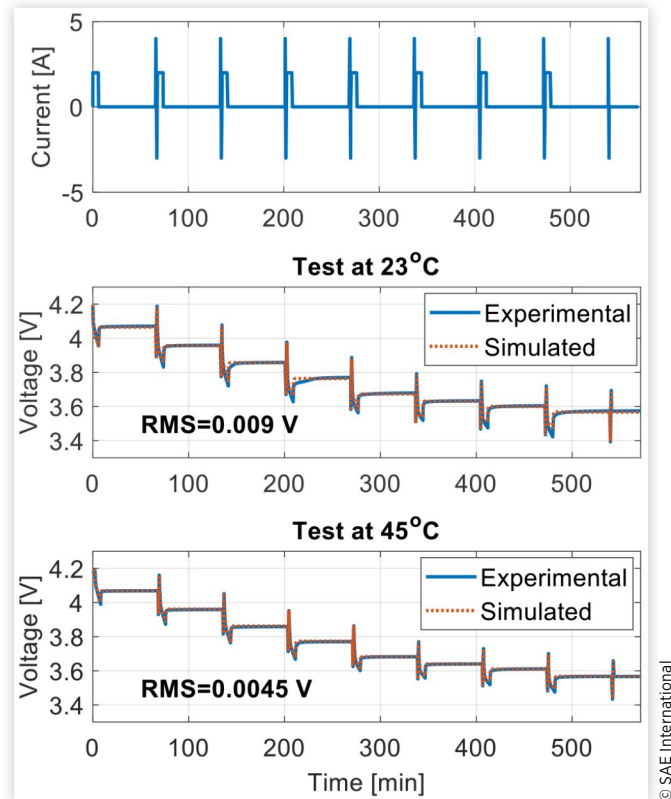 5
0
-5
Current [A]
0 100 200 300 400 500
Test at 23°C
4.2
4
3.8
3.6
3.4
Voltage [V]
Experimental
Simulated
RMS=0.009 V
0 100 200 300 400 500
Test at 45°C
4.2
4
3.8
3.6
3.4
Voltage [V]
Experimental
Simulated
RMS=0.0045 V
0 100 200 300 400 500
Time [min]
© SAE International